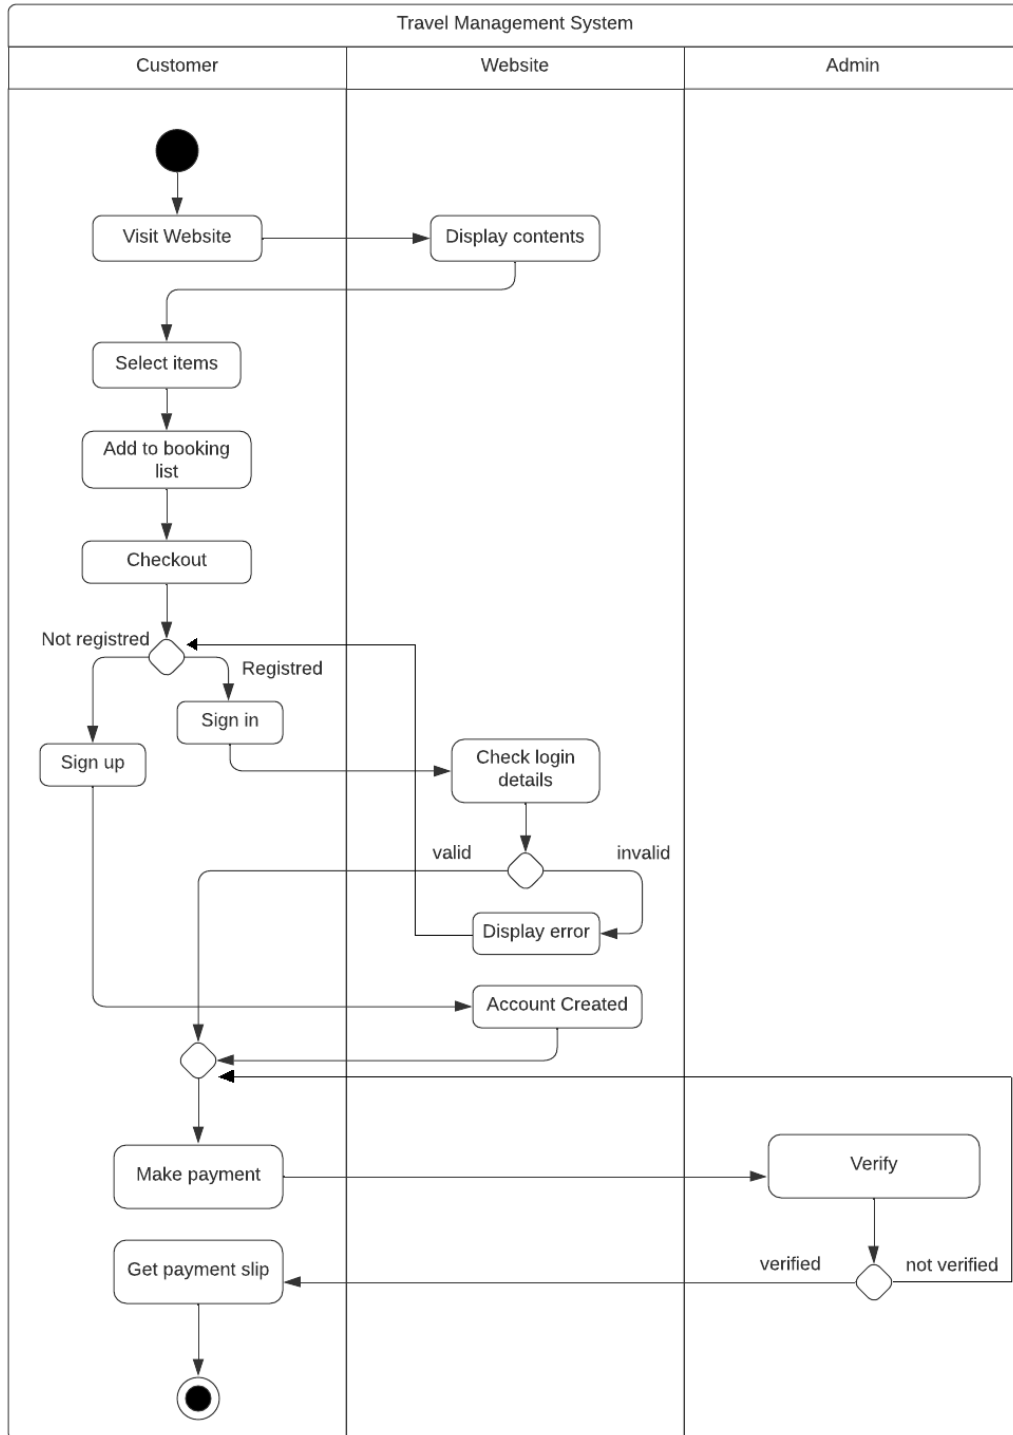 Travel Management System
Customer
Website
Admin
Visit Website
Display contents
Select items
Add to booking
list
Checkout
Not registred
Registred
Sign in
Sign up
Check login
details
valid
invalid
Display error
Account Created
Make payment
Verify
verified
not verified
Get payment slip